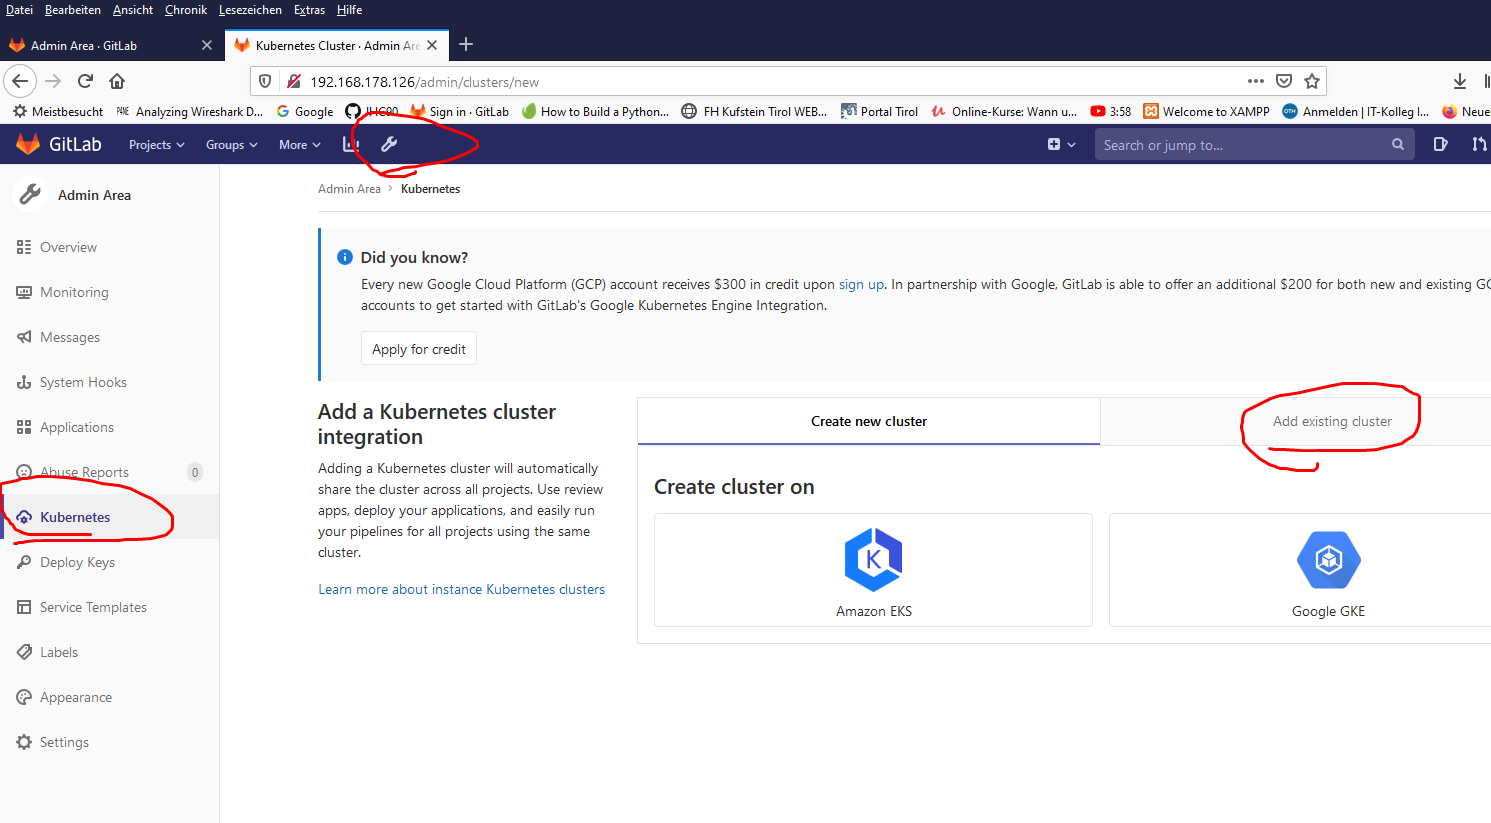 Datei Bearbeiten Ansicht Chronik Lesezeichen Extras Hilfe
Admin Area · GitLab
Kubernetes Cluster · Admin Are
192.168.178.126/admin/clusters/new
Meistbesucht Analyzing Wireshark D... Google JHC90 Sign in · GitLab How to Build a Python... FH Kufstein Tirol WEB... Portal Tirol Online-Kurse: Wann u... 3:58 Welcome to XAMPP Anmelden | IT-Kolleg I... Neue
GitLab Projects Groups More Search or jump to...
Admin Area
Overview
Monitoring
Messages
System Hooks
Applications
Abuse Reports 0
Kubernetes
Deploy Keys
Service Templates
Labels
Appearance
Settings
Admin Area > Kubernetes
Did you know?
Every new Google Cloud Platform (GCP) account receives $300 in credit upon sign up. In partnership with Google, GitLab is able to offer an additional $200 for both new and existing GC
accounts to get started with GitLab's Google Kubernetes Engine Integration.
Apply for credit
Add a Kubernetes cluster
integration
Adding a Kubernetes cluster will automatically
share the cluster across all projects. Use review
apps, deploy your applications, and easily run
your pipelines for all projects using the same
cluster.
Learn more about instance Kubernetes clusters
Create new cluster
Add existing cluster
Create cluster on
Amazon EKS
Google GKE